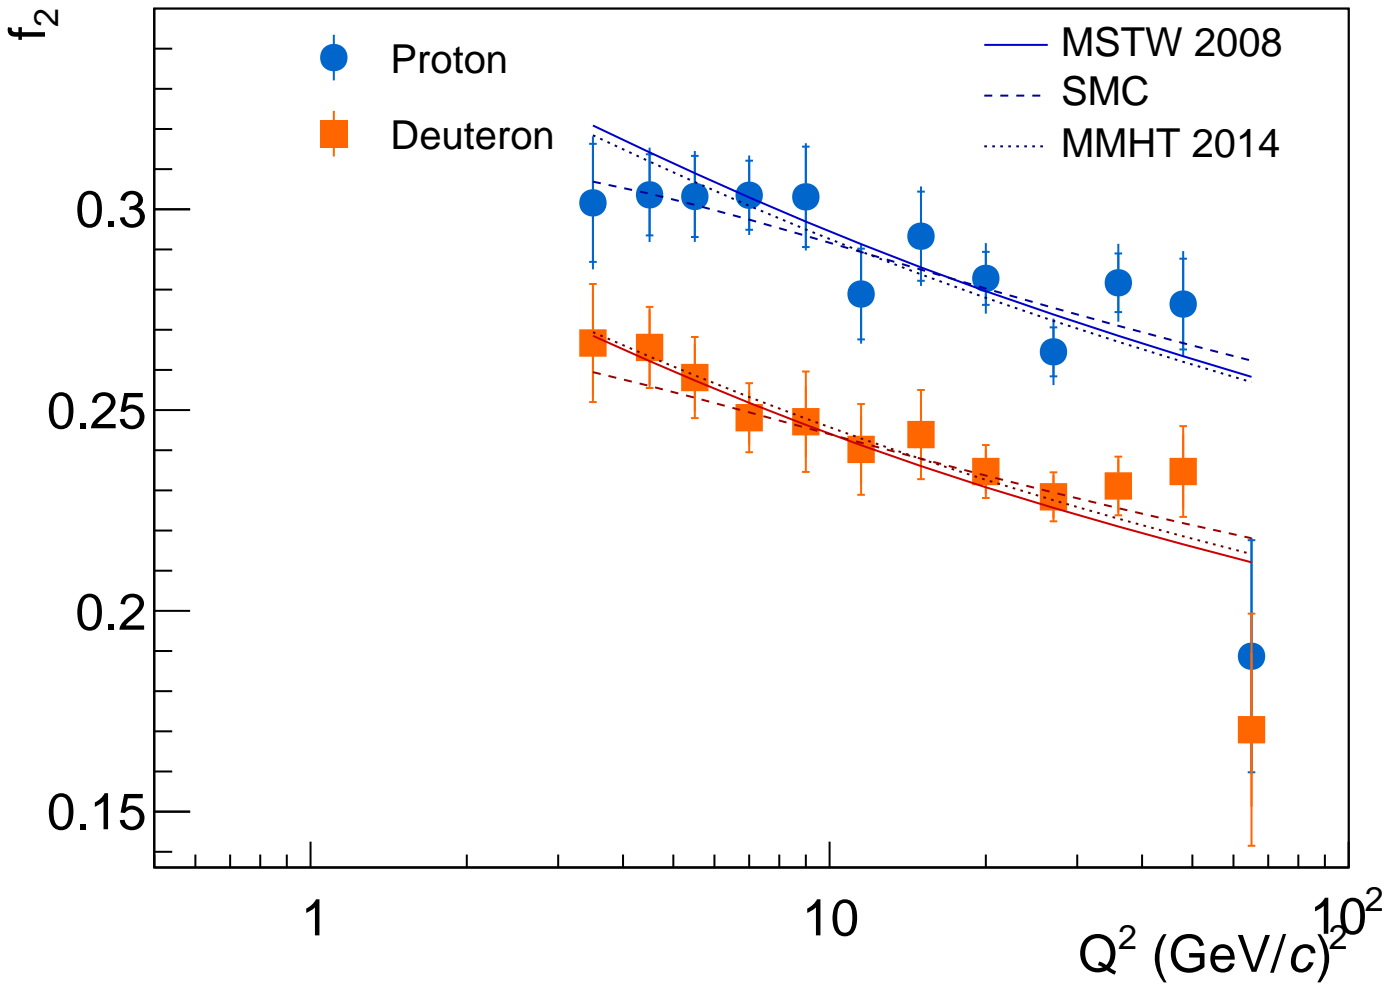 f₂
Proton
Deuteron
MSTW 2008
SMC
MMHT 2014
0.3
0.25
0.2
0.15
1
10
10²
Q² (GeV/c)²